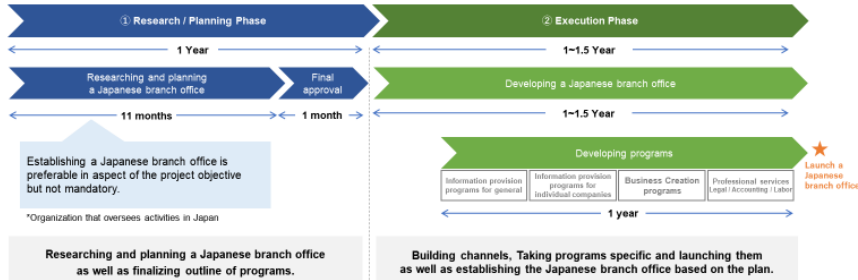 ① Research / Planning Phase
② Execution Phase
1 Year
1~1.5 Year
Researching and planning
a Japanese branch office
Final
approval
Developing a Japanese branch office
11 months
1 month
1~1.5 Year
Establishing a Japanese branch office is
preferable in aspect of the project objective
but not mandatory.
*Organization that oversees activities in Japan
Developing programs
Information provision
programs for general
Information provision
programs for
individual companies
Business Creation
programs
Professional services
Legal / Accounting / Labor
1 year
Launch a
Japanese
branch office
Researching and planning a Japanese branch office
as well as finalizing outline of programs.
Building channels, Taking programs specific and launching them
as well as establishing the Japanese branch office based on the plan.